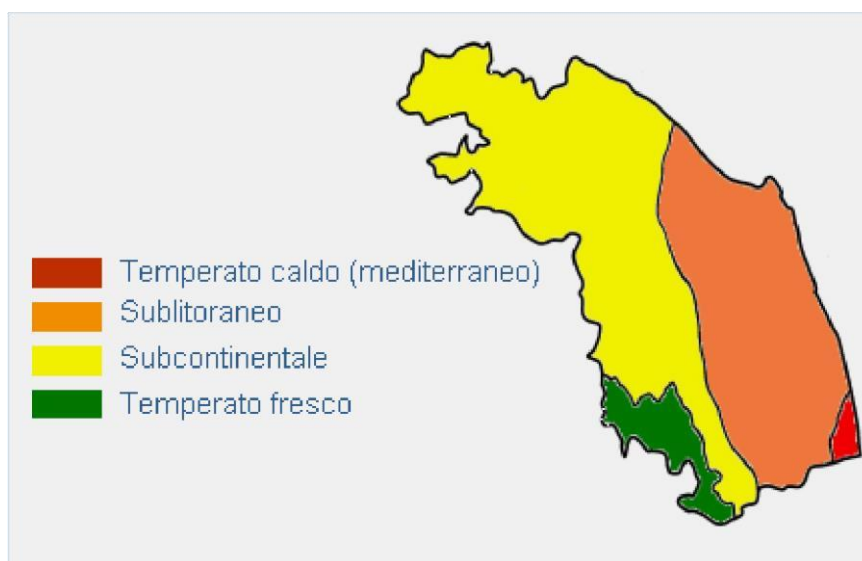 Temperato caldo (mediterraneo)
Sublitoraneo
Subcontinentale
Temperato fresco